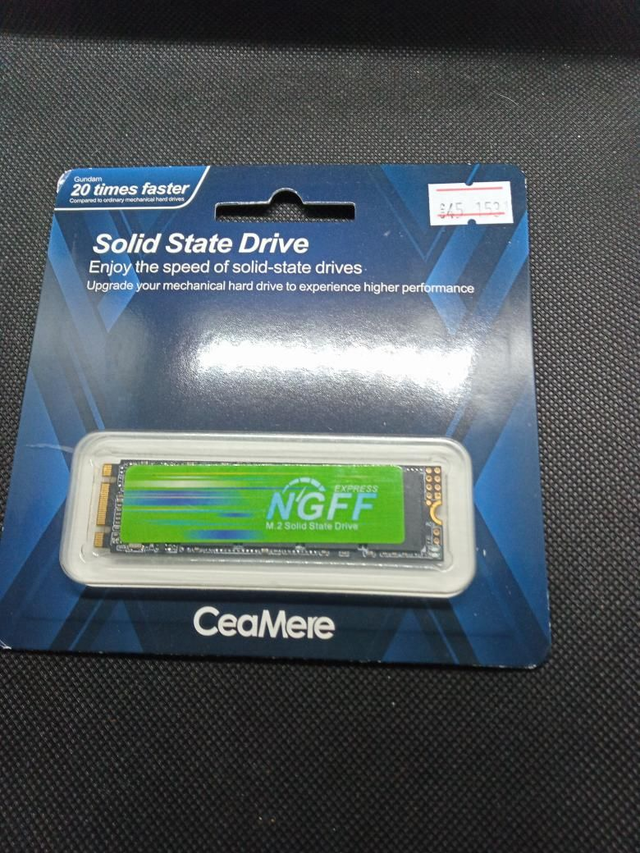 Gundam
20 times faster
Compared to ordinary mechanical hard drives
Solid State Drive
Enjoy the speed of solid-state drives
Upgrade your mechanical hard drive to experience higher performance
EXPRESS
NGFF
M.2 Solid State Drive
CeaMere